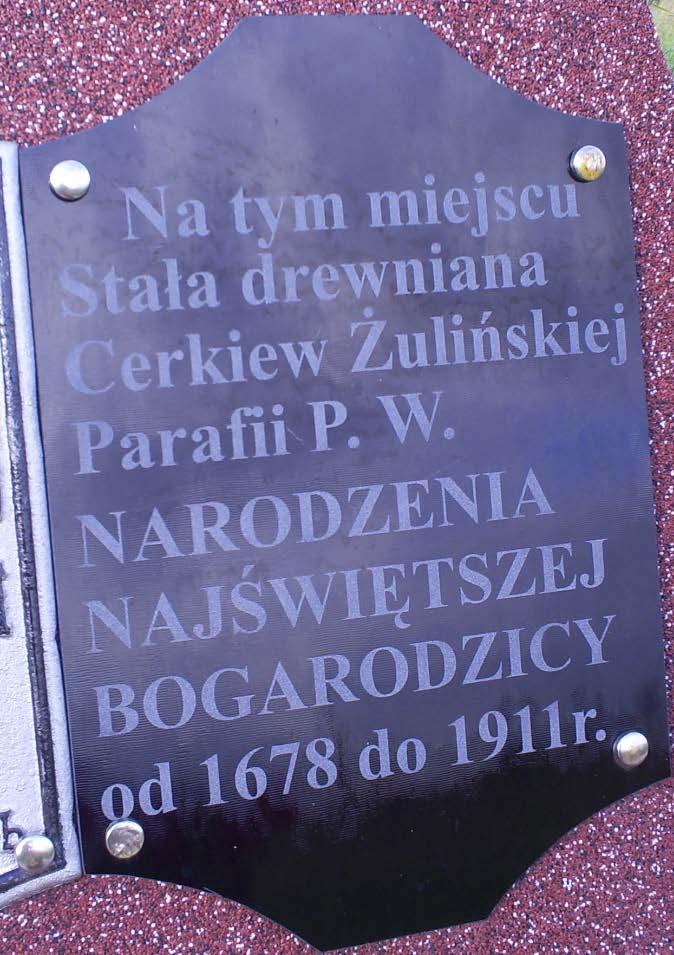 Na tym miejscu
Stała drewniana
Cerkiew Żulińskiej
Parafii P. W.
NARODZENIA
NAJŚWIĘTSZEJ
BOGARODZICY
od 1678 do 1911r.